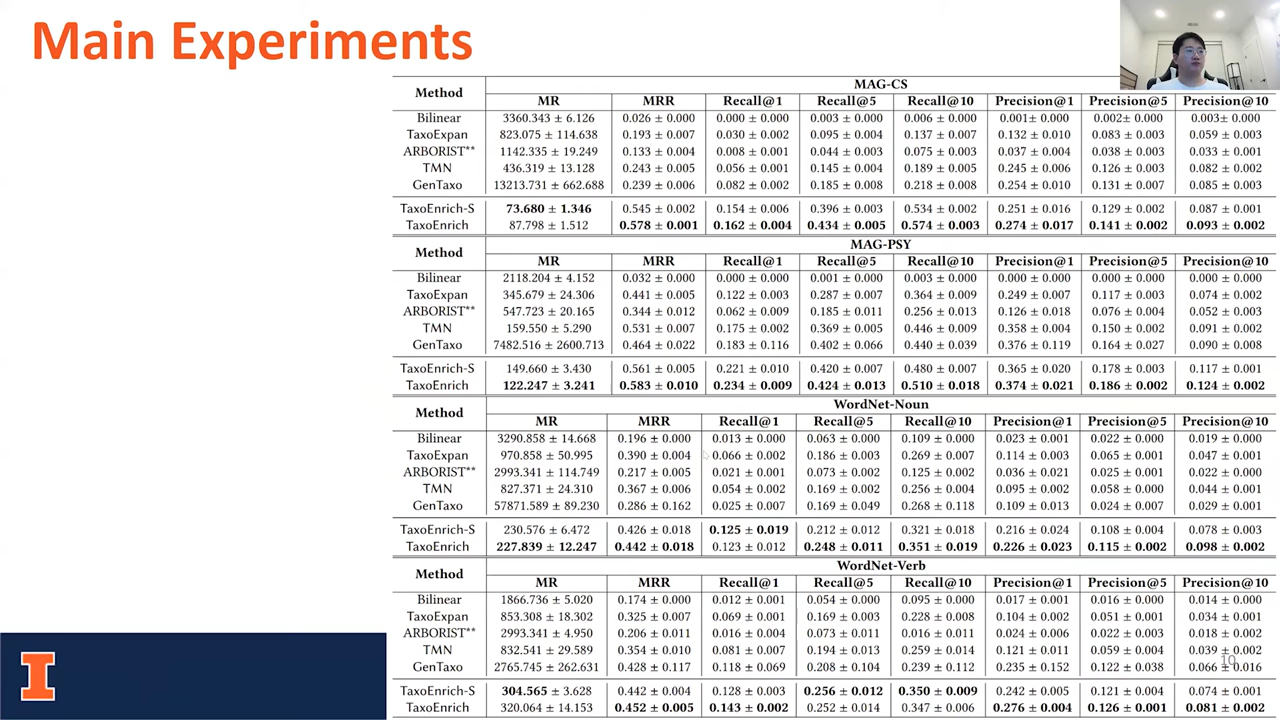 Main Experiments
Method MAG-CS
MR MRR Recall@1 Recall@5 Recall@10 Precision@1 Precision@5 Precision@10
Bilinear 3360.343 ± 6.126 0.026 ± 0.000 0.000 ± 0.000 0.003 ± 0.000 0.006 ± 0.000 0.001± 0.000 0.002± 0.000 0.003± 0.000
TaxoExpan 823.075 ± 114.638 0.193 ± 0.007 0.030 ± 0.002 0.095 ± 0.004 0.137 ± 0.007 0.132 ± 0.010 0.083 ± 0.003 0.059 ± 0.003
ARBORIST** 1142.335 ± 19.249 0.133 ± 0.004 0.008 ± 0.001 0.044 ± 0.003 0.075 ± 0.003 0.037 ± 0.004 0.038 ± 0.003 0.033 ± 0.001
TMN 436.319 ± 13.128 0.243 ± 0.005 0.056 ± 0.001 0.145 ± 0.004 0.189 ± 0.005 0.245 ± 0.006 0.126 ± 0.003 0.082 ± 0.002
GenTaxo 13213.731 ± 662.688 0.239 ± 0.006 0.082 ± 0.002 0.185 ± 0.008 0.218 ± 0.008 0.254 ± 0.010 0.131 ± 0.007 0.085 ± 0.003
TaxoEnrich-S 73.680 ± 1.346 0.545 ± 0.002 0.154 ± 0.006 0.396 ± 0.003 0.534 ± 0.002 0.251 ± 0.016 0.129 ± 0.002 0.087 ± 0.001
TaxoEnrich 87.798 ± 1.512 0.578 ± 0.001 0.162 ± 0.004 0.434 ± 0.005 0.574 ± 0.003 0.274 ± 0.017 0.141 ± 0.002 0.093 ± 0.002
Method MAG-PSY
MR MRR Recall@1 Recall@5 Recall@10 Precision@1 Precision@5 Precision@10
Bilinear 2118.204 ± 4.152 0.032 ± 0.000 0.000 ± 0.000 0.001 ± 0.000 0.003 ± 0.000 0.000 ± 0.000 0.000 ± 0.000 0.000 ± 0.000
TaxoExpan 345.679 ± 24.306 0.441 ± 0.005 0.122 ± 0.003 0.287 ± 0.007 0.364 ± 0.009 0.249 ± 0.007 0.117 ± 0.003 0.074 ± 0.002
ARBORIST** 547.723 ± 20.165 0.344 ± 0.012 0.062 ± 0.009 0.185 ± 0.011 0.256 ± 0.013 0.126 ± 0.018 0.076 ± 0.004 0.052 ± 0.003
TMN 159.550 ± 5.290 0.531 ± 0.007 0.175 ± 0.002 0.369 ± 0.005 0.446 ± 0.009 0.358 ± 0.004 0.150 ± 0.002 0.091 ± 0.002
GenTaxo 7482.516 ± 2600.713 0.464 ± 0.022 0.183 ± 0.116 0.402 ± 0.066 0.440 ± 0.039 0.376 ± 0.119 0.164 ± 0.027 0.090 ± 0.008
TaxoEnrich-S 149.660 ± 3.430 0.561 ± 0.005 0.221 ± 0.010 0.420 ± 0.007 0.480 ± 0.007 0.365 ± 0.020 0.178 ± 0.003 0.117 ± 0.001
TaxoEnrich 122.247 ± 3.241 0.583 ± 0.010 0.234 ± 0.009 0.424 ± 0.013 0.510 ± 0.018 0.374 ± 0.021 0.186 ± 0.002 0.124 ± 0.002
Method WordNet-Noun
MR MRR Recall@1 Recall@5 Recall@10 Precision@1 Precision@5 Precision@10
Bilinear 3290.858 ± 14.668 0.196 ± 0.000 0.013 ± 0.000 0.063 ± 0.000 0.109 ± 0.000 0.023 ± 0.001 0.022 ± 0.000 0.019 ± 0.000
TaxoExpan 970.858 ± 50.995 0.390 ± 0.004 0.066 ± 0.002 0.186 ± 0.003 0.269 ± 0.007 0.114 ± 0.003 0.065 ± 0.001 0.047 ± 0.001
ARBORIST** 2993.341 ± 114.749 0.217 ± 0.005 0.021 ± 0.001 0.073 ± 0.002 0.125 ± 0.002 0.036 ± 0.021 0.025 ± 0.001 0.022 ± 0.000
TMN 827.371 ± 24.310 0.367 ± 0.006 0.054 ± 0.002 0.169 ± 0.002 0.256 ± 0.004 0.095 ± 0.002 0.058 ± 0.000 0.044 ± 0.001
GenTaxo 57871.589 ± 89.230 0.286 ± 0.162 0.025 ± 0.007 0.169 ± 0.049 0.268 ± 0.118 0.109 ± 0.013 0.024 ± 0.007 0.029 ± 0.001
TaxoEnrich-S 230.576 ± 6.472 0.426 ± 0.018 0.125 ± 0.019 0.212 ± 0.012 0.321 ± 0.018 0.216 ± 0.024 0.108 ± 0.004 0.078 ± 0.003
TaxoEnrich 227.839 ± 12.247 0.442 ± 0.018 0.123 ± 0.012 0.248 ± 0.011 0.351 ± 0.019 0.226 ± 0.023 0.115 ± 0.002 0.098 ± 0.002
Method WordNet-Verb
MR MRR Recall@1 Recall@5 Recall@10 Precision@1 Precision@5 Precision@10
Bilinear 1866.736 ± 5.020 0.174 ± 0.000 0.012 ± 0.001 0.054 ± 0.000 0.095 ± 0.000 0.017 ± 0.001 0.016 ± 0.000 0.014 ± 0.000
TaxoExpan 853.308 ± 18.302 0.325 ± 0.007 0.069 ± 0.001 0.169 ± 0.003 0.228 ± 0.008 0.104 ± 0.002 0.051 ± 0.001 0.034 ± 0.001
ARBORIST** 2993.341 ± 4.950 0.206 ± 0.011 0.016 ± 0.004 0.073 ± 0.011 0.016 ± 0.011 0.024 ± 0.006 0.022 ± 0.003 0.018 ± 0.002
TMN 832.541 ± 29.589 0.354 ± 0.010 0.081 ± 0.007 0.194 ± 0.013 0.259 ± 0.014 0.121 ± 0.011 0.059 ± 0.004 0.039 ± 0.002
10
GenTaxo 2765.745 ± 262.631 0.428 ± 0.117 0.118 ± 0.069 0.208 ± 0.104 0.239 ± 0.112 0.235 ± 0.152 0.122 ± 0.038 0.066 ± 0.016
TaxoEnrich-S 304.565 ± 3.628 0.442 ± 0.004 0.128 ± 0.003 0.256 ± 0.012 0.350 ± 0.009 0.242 ± 0.005 0.121 ± 0.004 0.074 ± 0.001
TaxoEnrich 320.064 ± 14.153 0.452 ± 0.005 0.143 ± 0.002 0.252 ± 0.014 0.347 ± 0.006 0.276 ± 0.004 0.126 ± 0.001 0.081 ± 0.002